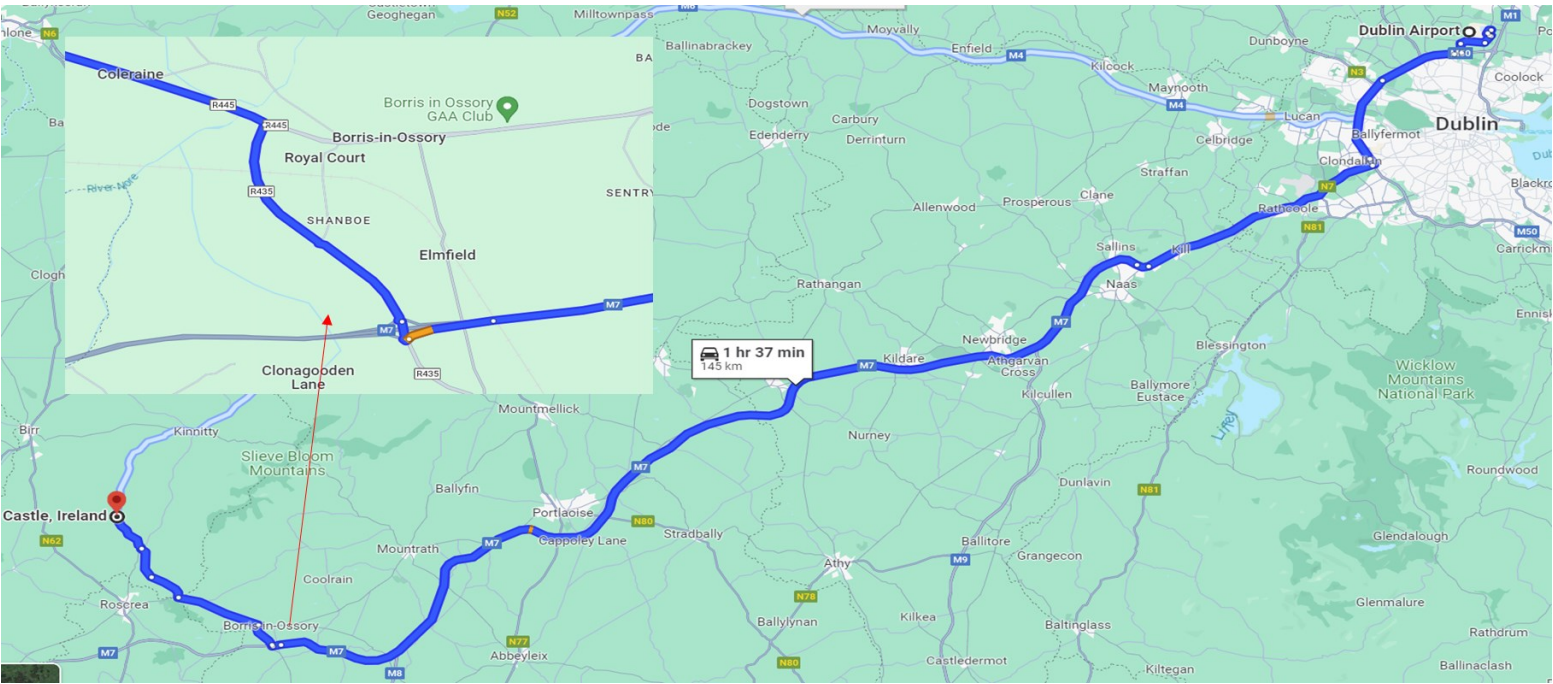 Geoghegan
N52
Milltownpass
M6
M1
lone
N6
Moyvally
Dublin Airport
Ballinabrackey
Enfield
M4
Dunboyne
Kilcock
N3
Coolock
Maynooth
M4
Dogstown
Carbury
Lucan
Dublin
Edenderry
Derrinturn
Celbridge
Ballyfermot
Clondalkin
Straffan
N7
Allenwood
Prosperous
Clane
Rathcoole
N81
M50
Sallins
Kill
Carrickm
Rathangan
Naas
M7
Newbridge
Blessington
1 hr 37 min
145 km
M7
Kildare
Athgarvan
Cross
Wicklow
Mountains
National Park
Ballymore
Eustace
Kilcullen
Liffey
Nurney
Mountmellick
Birr
Kinnitty
Slieve Bloom
Mountains
M7
Roundwood
Ballyfin
Dunlavin
N81
Castle, Ireland
Portlaoise
N80
Stradbally
N62
M7
Cappoley Lane
Mountrath
Ballitore
M9
Grangecon
Glendalough
Athy
Coolrain
Roscrea
N78
Glenmalure
Borris-in-Ossory
Ballylynan
Kilkea
Baltinglass
Rathdrum
M7
M7
N77
Abbeyleix
N80
Castledermot
Kiltegan
Ballinaclash
M8
Coleraine
R445
R445
Borris in Ossory
GAA Club
BA
Borris-in-Ossory
Royal Court
River Nore
R435
SENTRY
SHANBOE
Elmfield
M7
M7
Clonagooden
Lane
R435